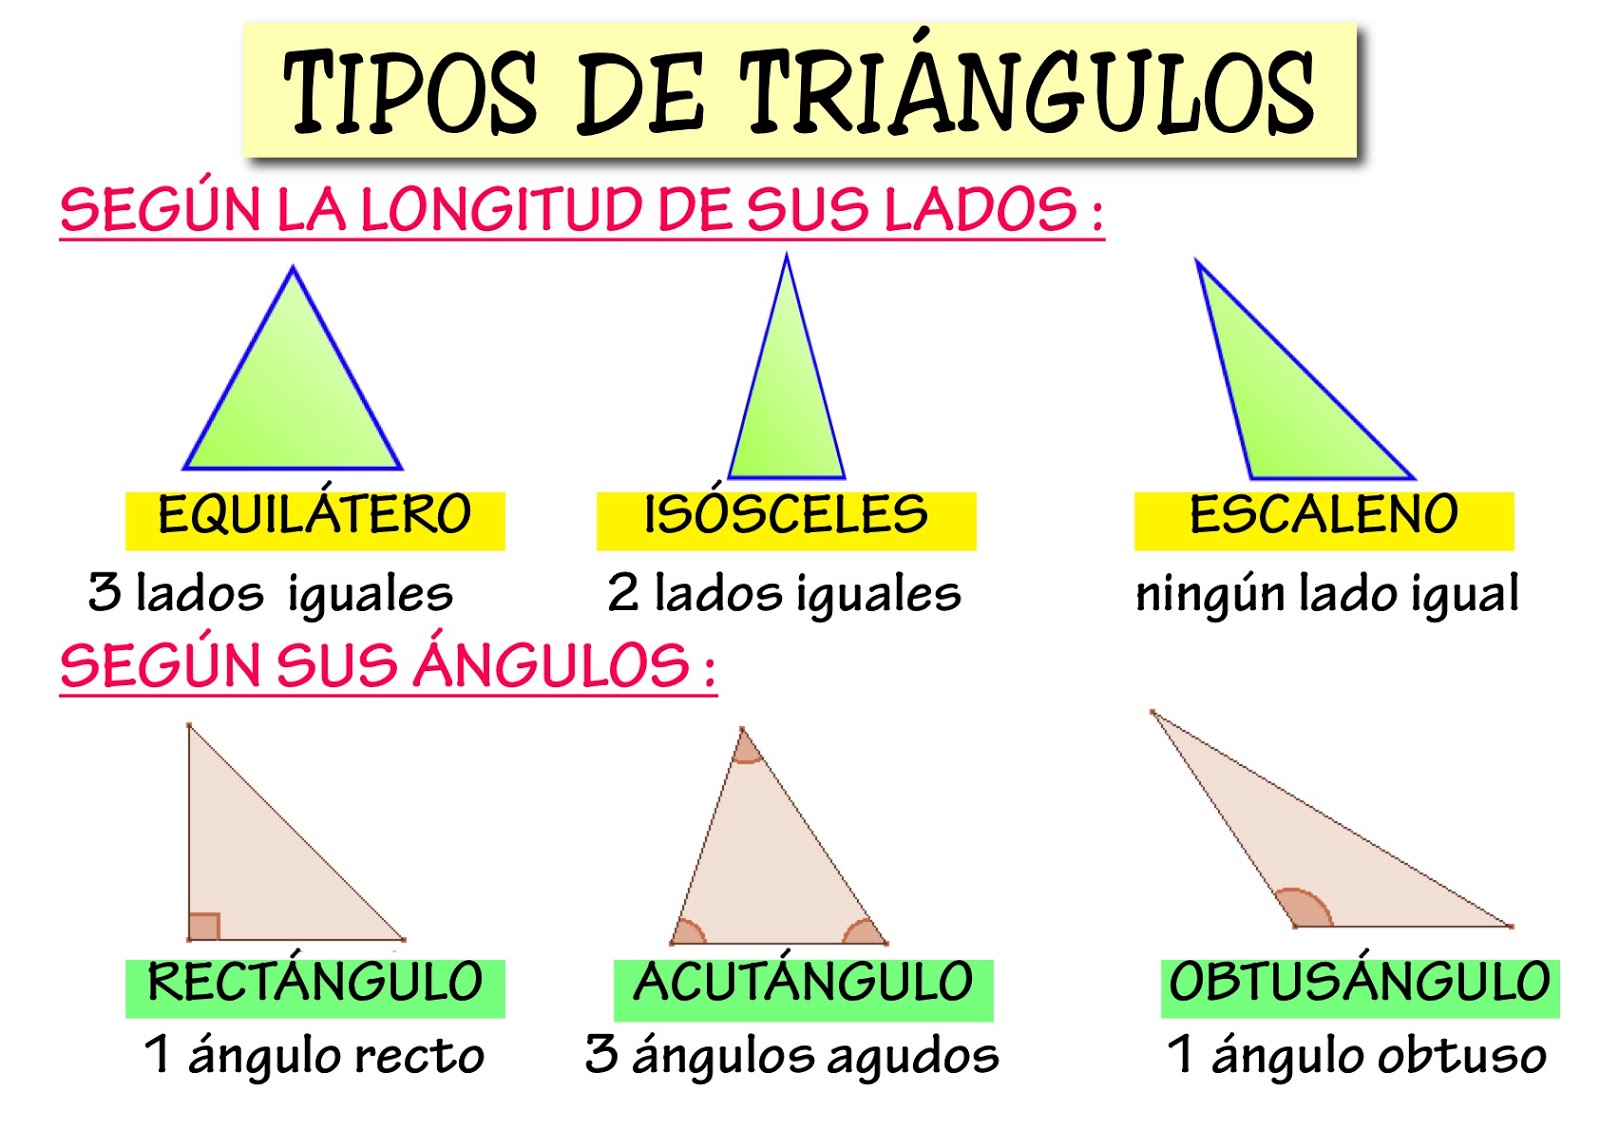 TIPOS DE TRIÁNGULOS
SEGÚN LA LONGITUD DE SUS LADOS :
EQUILÁTERO
ISÓSCELES
ESCALENO
3 lados iguales
2 lados iguales
ningún lado igual
SEGÚN SUS ÁNGULOS :
RECTÁNGULO
ACUTÁNGULO
OBTUSÁNGULO
1 ángulo recto
3 ángulos agudos
1 ángulo obtuso